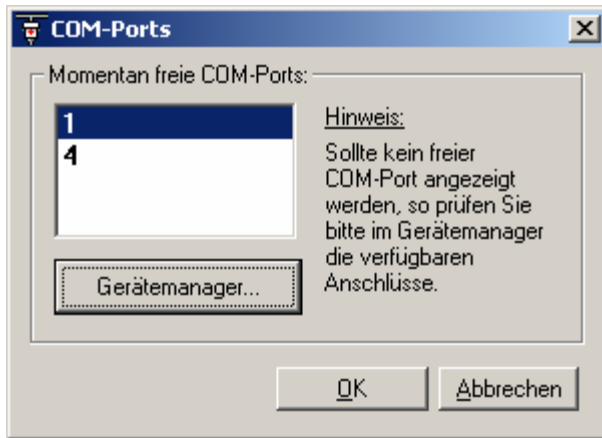 COM-Ports
Momentan freie COM-Ports:
1
4
Gerätemanager...
Hinweis:
Sollte kein freier
COM-Port angezeigt
werden, so prüfen Sie
bitte im Gerätemanager
die verfügbaren
Anschlüsse.
OK
Abbrechen